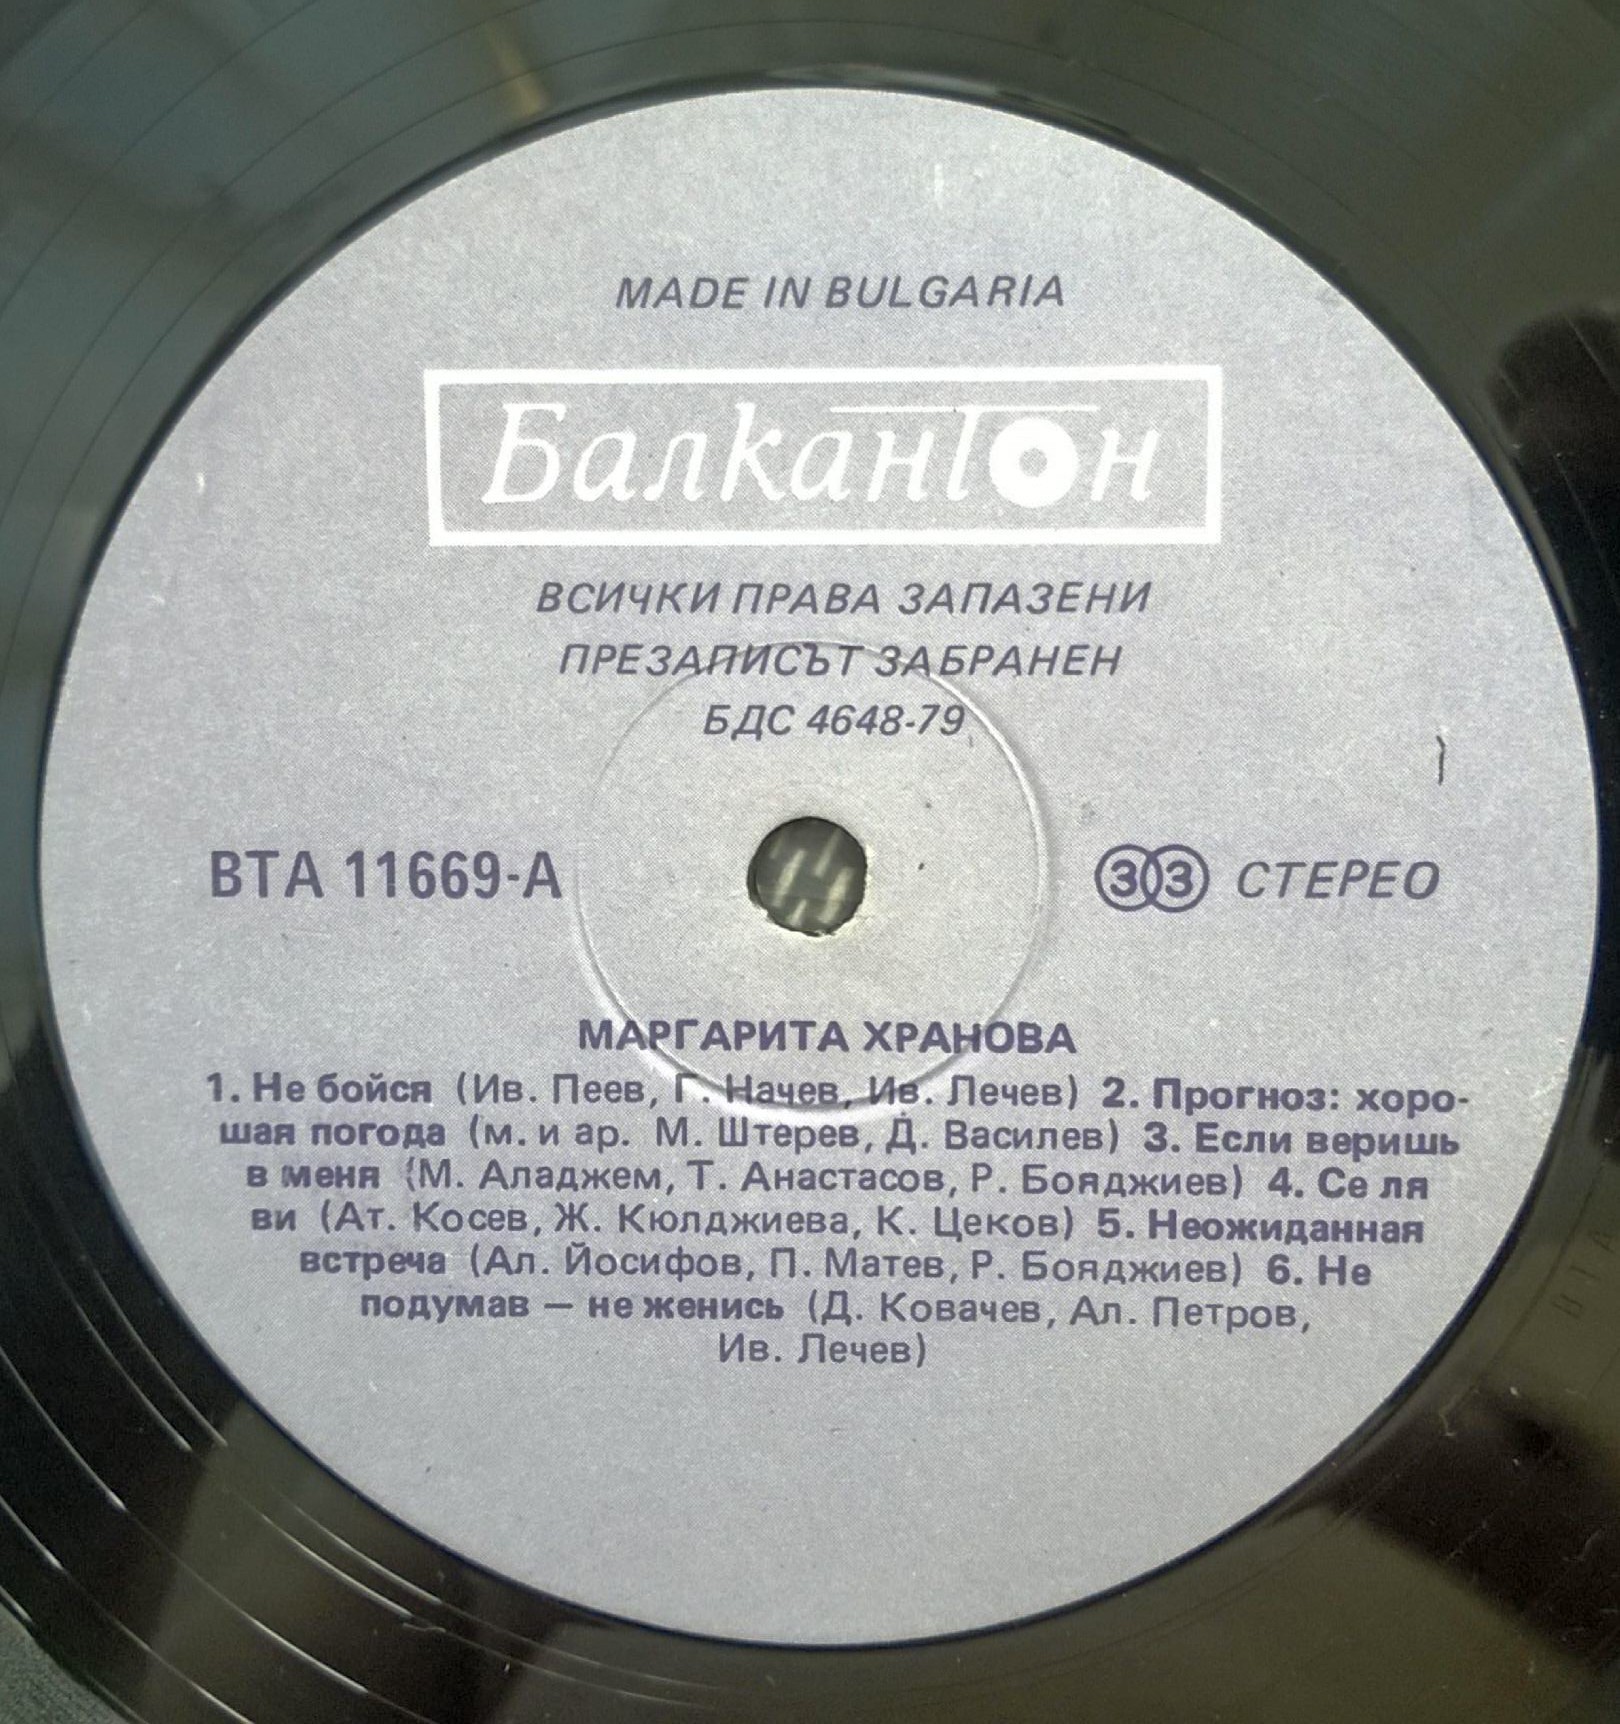 MADE IN BULGARIA
Балкантон
ВСИЧКИ ПРАВА ЗАПАЗЕНИ
ПРЕЗАПИСЪТ ЗАБРАНЕН
БДС 4648-79
ВТА 11669-А
33 СТЕРЕО
МАРГАРИТА ХРАНОВА
1. Не бойся (Ив. Пеев, Г. Начев, Ив. Лечев) 2. Прогноз: хоро-
шая погода (м. и ар. М. Штерев, Д. Василев) 3. Если веришь
в меня (М. Аладжем, Т. Анастасов, Р. Бояджиев) 4. Се ля
ви (Ат. Косев, Ж. Кюлджиева, К. Цеков) 5. Неожиданная
встреча (Ал. Йосифов, П. Матев, Р. Бояджиев) 6. Не
подумав — не женись (Д. Ковачев, Ал. Петров,
Ив. Лечев)